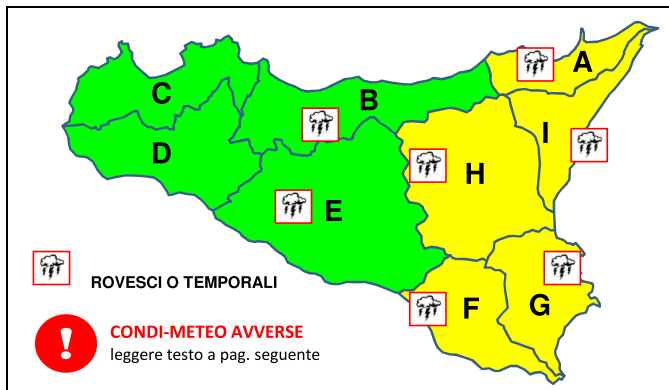 A
C
B
I
D
H
E
F
G
ROVESCI O TEMPORALI
!
CONDI-METEO AVVERSE
leggere testo a pag. seguente